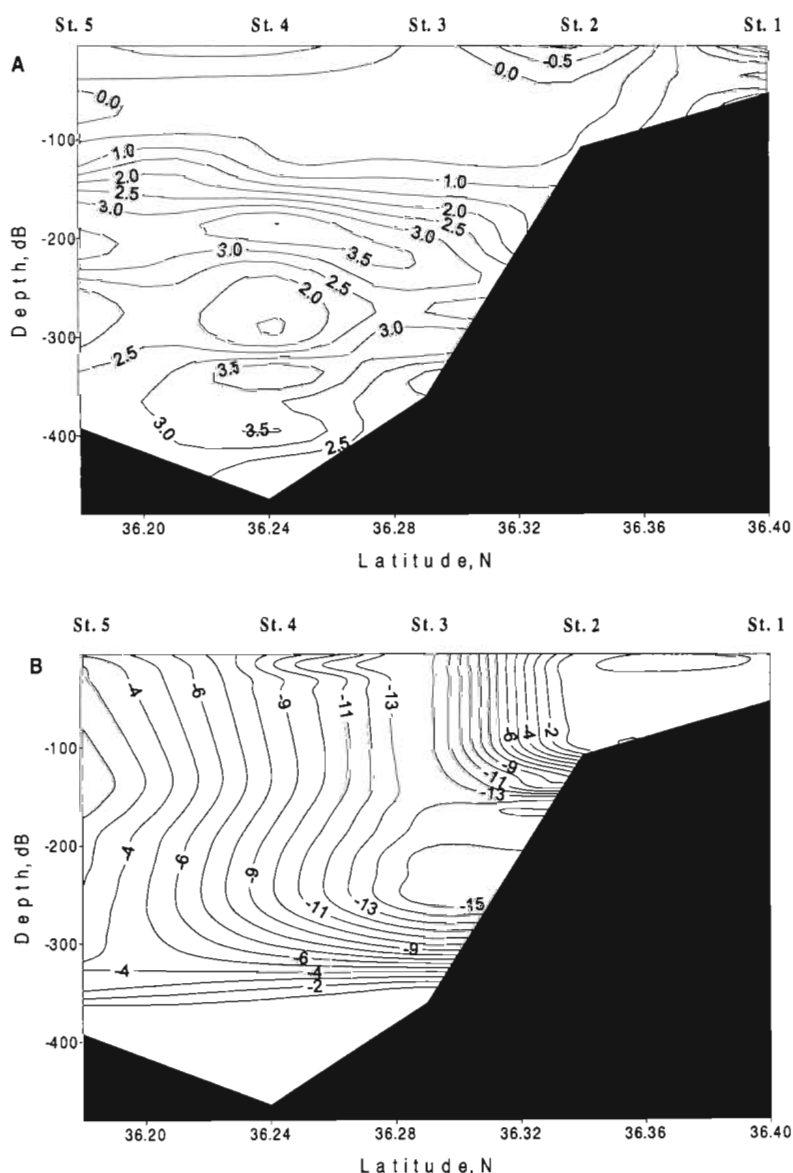 St. 5 St. 4 St. 3 St. 2 St. 1
A
0.0 -0.5
0.0
-100
1.0
2.0 1.0
2.5 2.0
3.0 2.5
-200 3.0
3.0 3.5
2.5
2.0
-300 3.0
2.5 3.5
3.0 3.5
-400 2.5
Depth, dB
36.20 36.24 36.28 36.32 36.36 36.40
Latitude, N
St. 5 St. 4 St. 3 St. 2 St. 1
B
-4 -6 -9 -11 -13
-100 -6 -4 -2
-9
-11
-13
-200
-4 -6 -9
-11 -13 -15
-300 -6 -9
-4 -4
-2
-400
Depth, dB
36.20 36.24 36.28 36.32 36.36 36.40
Latitude, N